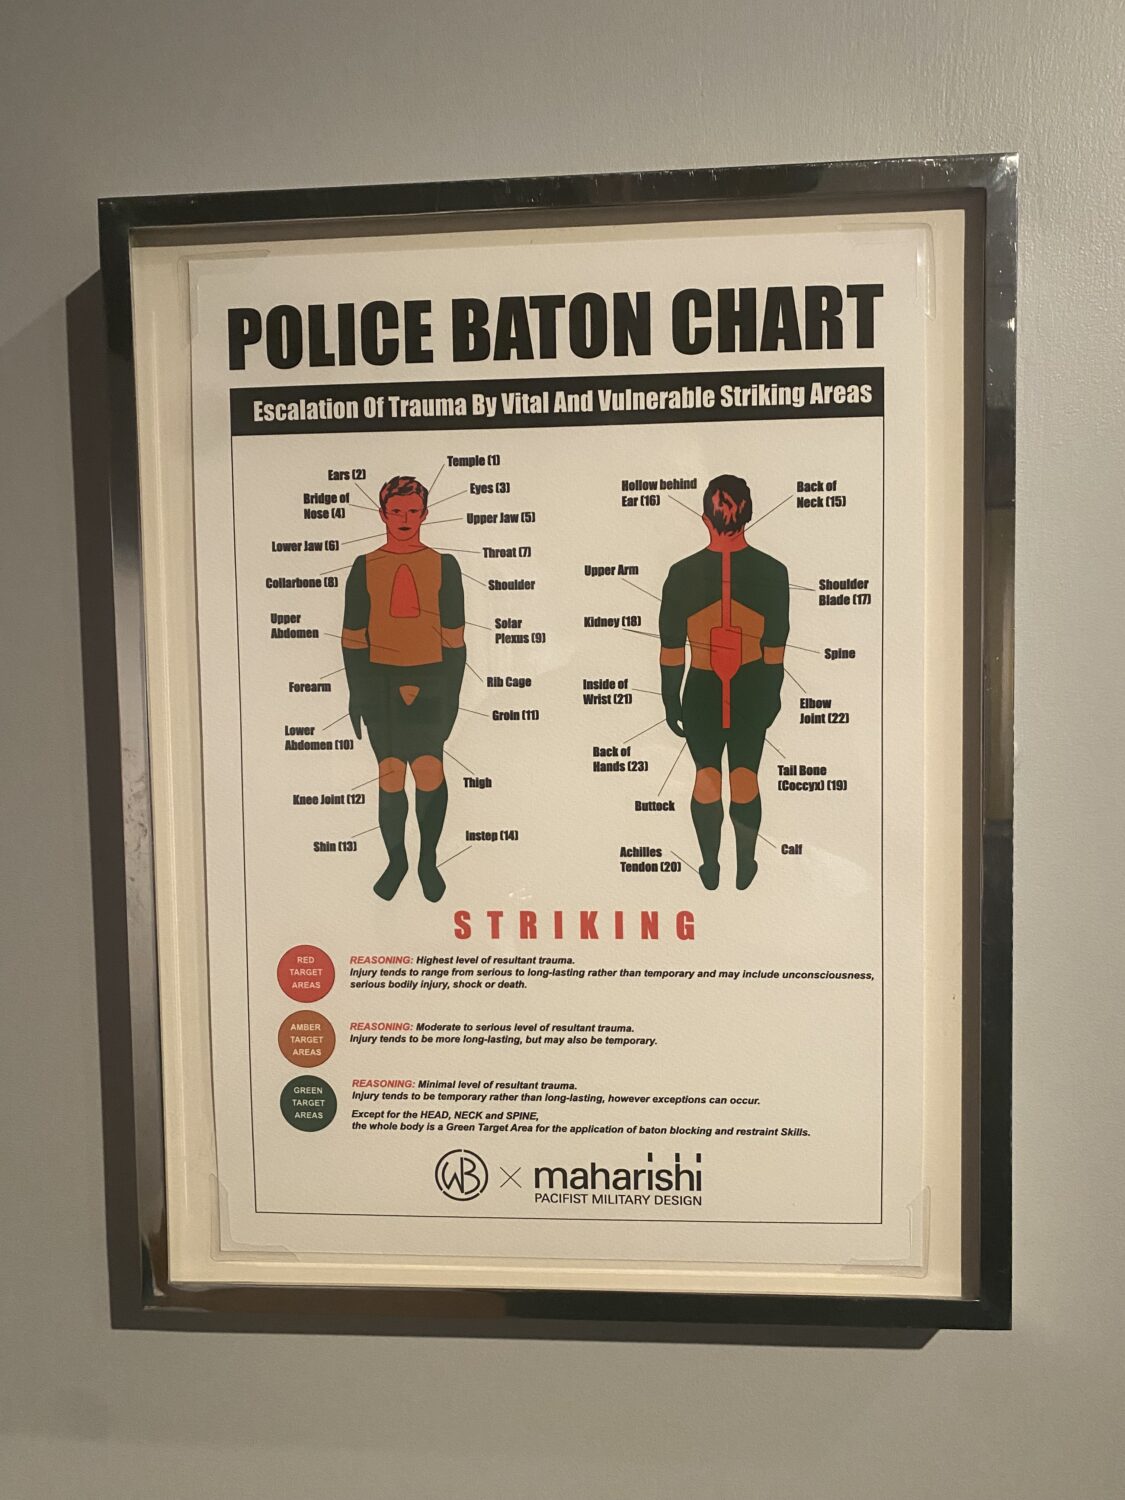 POLICE BATON CHART
Escalation Of Trauma By Vital And Vulnerable Striking Areas
Temple (1)
Ears (2)
Eyes (3)
Bridge of
Nose (4)
Upper Jaw (5)
Lower Jaw (6)
Throat (7)
Collarbone (8)
Shoulder
Upper
Abdomen
Solar
Plexus (9)
Forearm
Rib Cage
Groin (11)
Lower
Abdomen (10)
Thigh
Knee Joint (12)
Instep (14)
Shin (13)
Hollow behind
Ear (16)
Back of
Neck (15)
Upper Arm
Shoulder
Blade (17)
Kidney (18)
Spine
Inside of
Wrist (21)
Elbow
Joint (22)
Back of
Hands (23)
Tail Bone
(Coccyx) (19)
Buttock
Calf
Achilles
Tendon (20)
STRIKING
RED
TARGET
AREAS
REASONING: Highest level of resultant trauma.
Injury tends to range from serious to long-lasting rather than temporary and may include unconsciousness,
serious bodily injury, shock or death.
AMBER
TARGET
AREAS
REASONING: Moderate to serious level of resultant trauma.
Injury tends to be more long-lasting, but may also be temporary.
GREEN
TARGET
AREAS
REASONING: Minimal level of resultant trauma.
Injury tends to be temporary rather than long-lasting, however exceptions can occur.
Except for the HEAD, NECK and SPINE,
the whole body is a Green Target Area for the application of baton blocking and restraint Skills.
WB × maharishi
PACIFIST MILITARY DESIGN